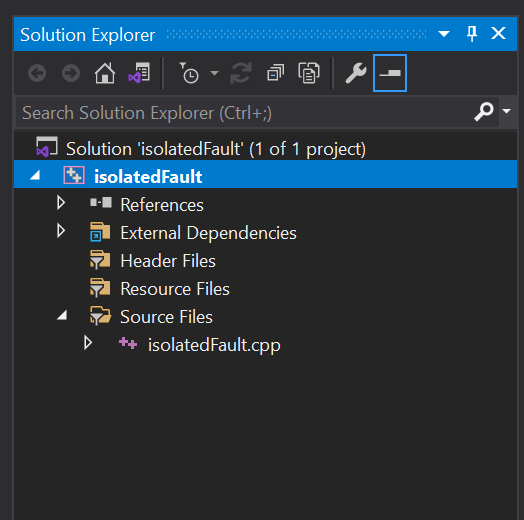 Solution Explorer
Search Solution Explorer (Ctrl+;)
Solution 'isolatedFault' (1 of 1 project)
isolatedFault
References
External Dependencies
Header Files
Resource Files
Source Files
isolatedFault.cpp